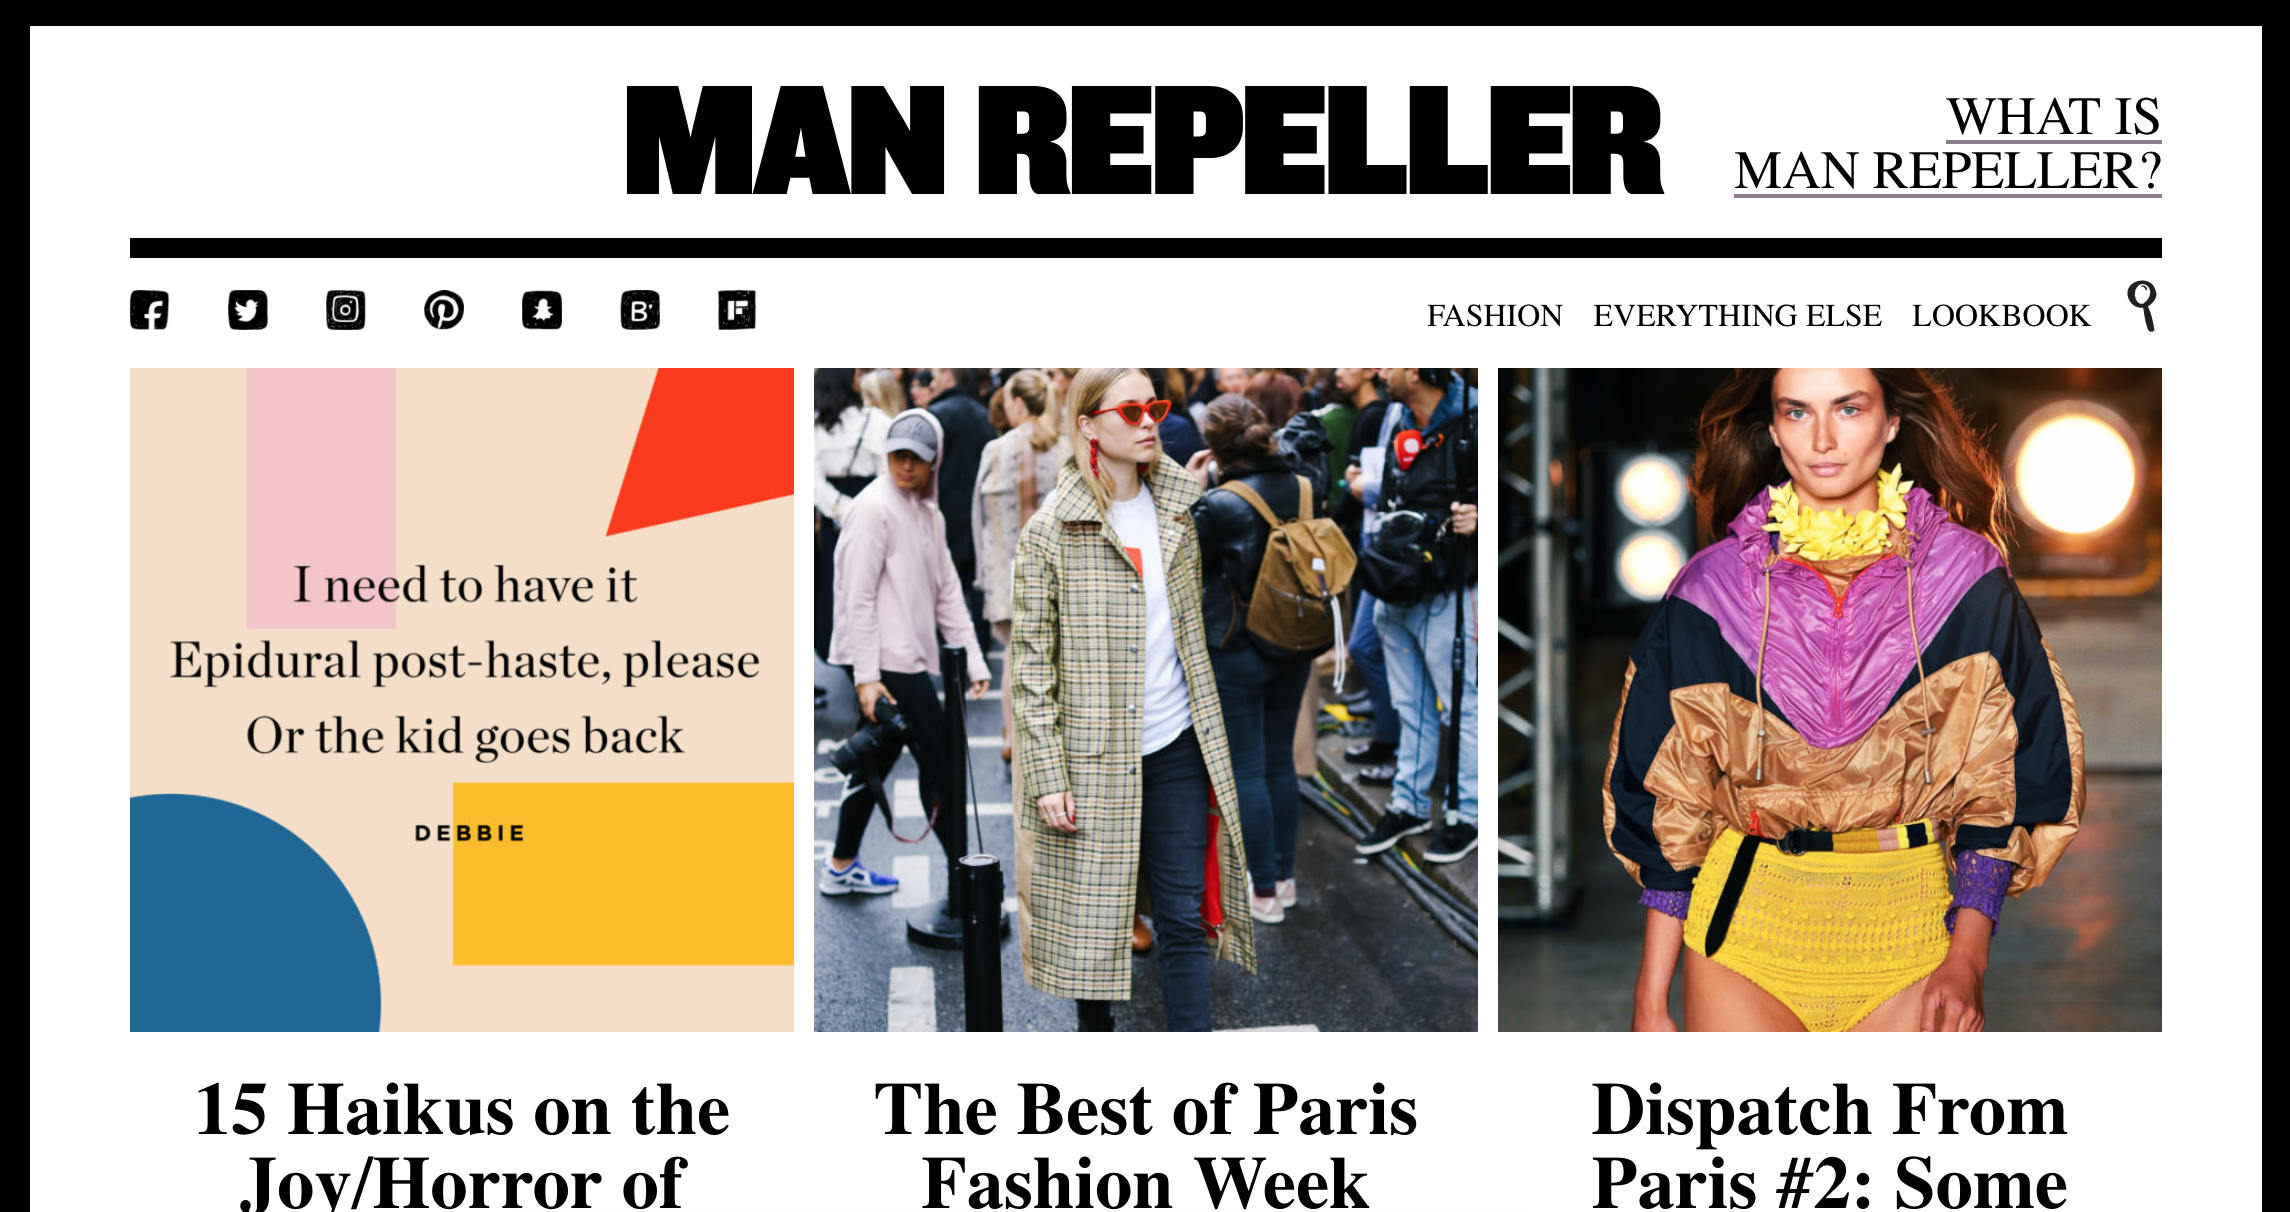 MAN REPELLER
WHAT IS
MAN REPELLER?
FASHION EVERYTHING ELSE LOOKBOOK
I need to have it
Epidural post-haste, please
Or the kid goes back
DEBBIE
15 Haikus on the
Joy/Horror of
The Best of Paris
Fashion Week
Dispatch From
Paris #2: Some